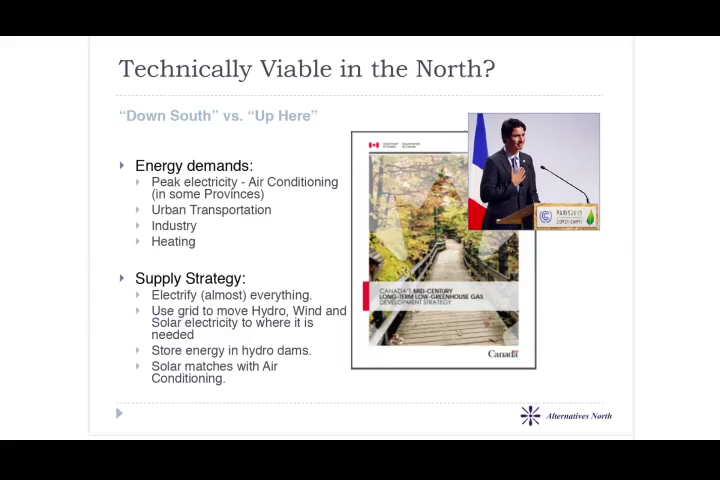 Technically Viable in the North?
“Down South” vs. “Up Here”
Energy demands:
Peak electricity - Air Conditioning
(in some Provinces)
Urban Transportation
Industry
Heating
Supply Strategy:
Electrify (almost) everything.
Use grid to move Hydro, Wind and
Solar electricity to where it is
needed
Store energy in hydro dams.
Solar matches with Air
Conditioning.
PARIS2015
CANADA'S MID-CENTURY
LONG-TERM LOW-GREENHOUSE GAS
DEVELOPMENT STRATEGY
Canada
Alternatives North